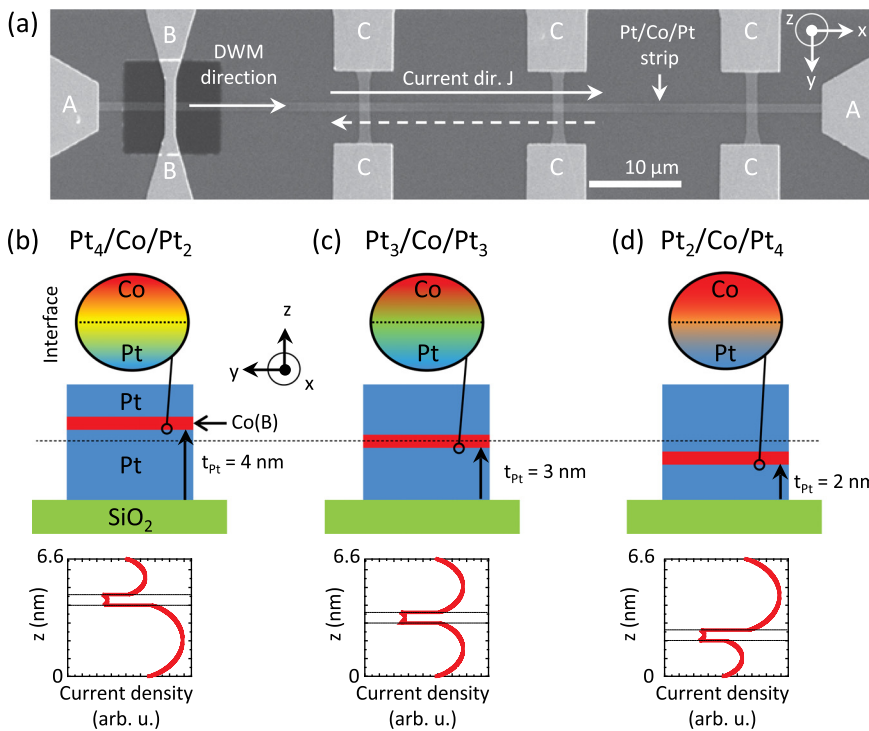 (a)
B
DWM
direction
A
B
C
C
C
Current dir. J
Pt/Co/Pt
strip
z
x
y
A
C
C
C
10 µm
(b) Pt4/Co/Pt2
(c) Pt3/Co/Pt3
(d) Pt2/Co/Pt4
Interface
Co
Pt
Co
Pt
Co
Pt
z
y
x
Pt
Co(B)
Pt
tPt = 4 nm
tPt = 3 nm
tPt = 2 nm
SiO2
6.6
z (nm)
0
Current density
(arb. u.)
6.6
z (nm)
0
Current density
(arb. u.)
6.6
z (nm)
0
Current density
(arb. u.)